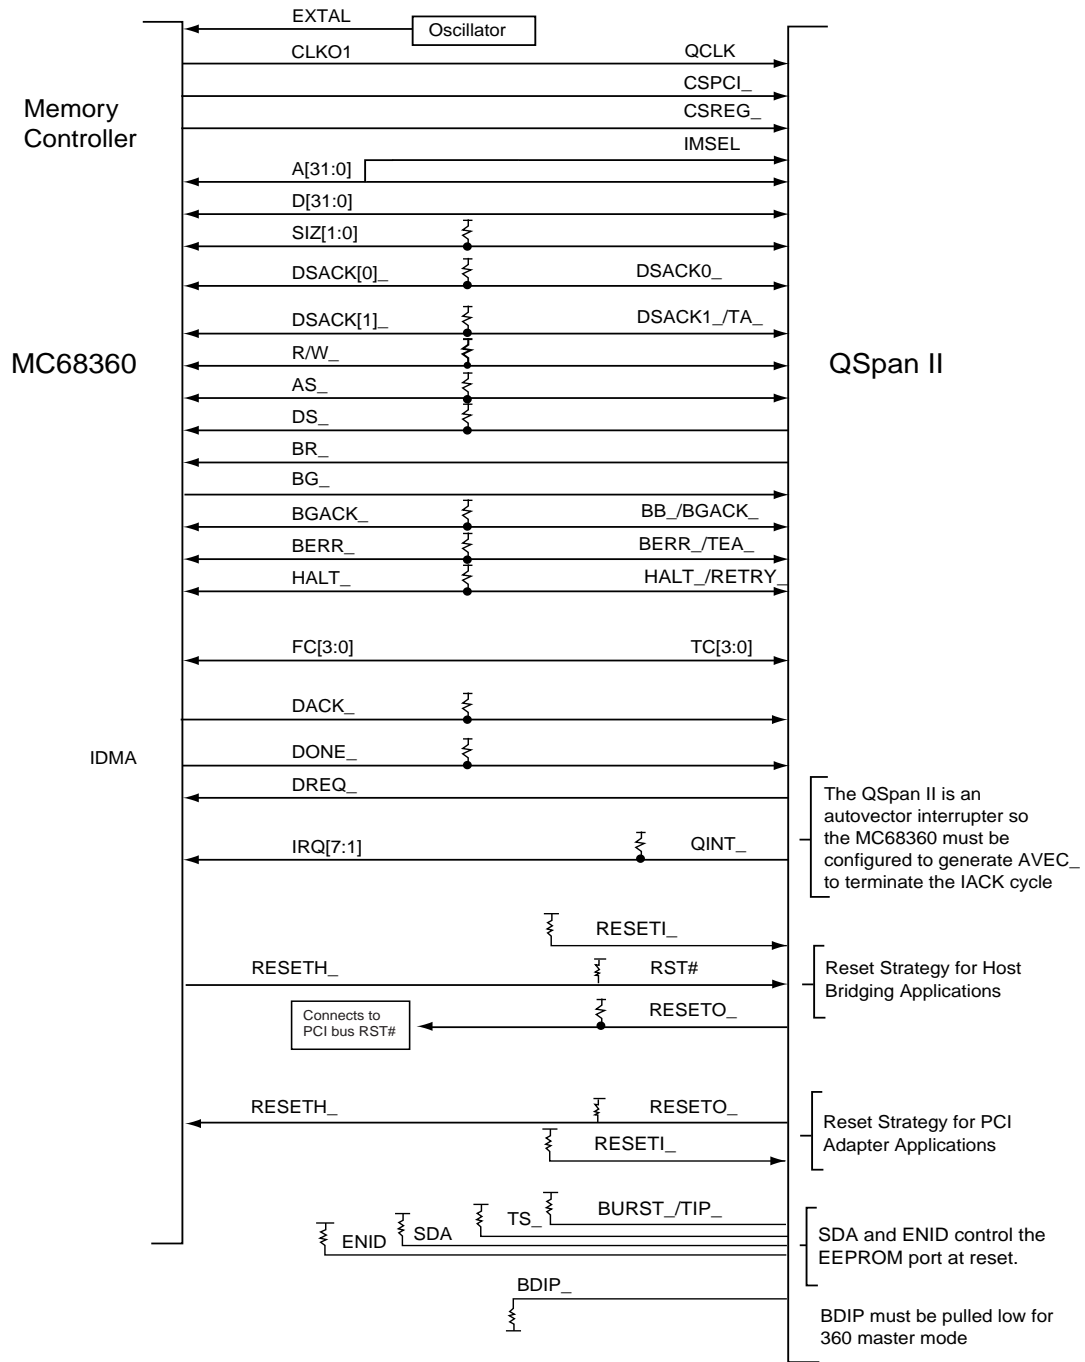 EXTAL
Oscillator
CLKO1 QCLK
CSPCI_
Memory
Controller
CSREG_
IMSEL
A[31:0]
D[31:0]
SIZ[1:0]
DSACK[0]_ DSACK0_
DSACK[1]_ DSACK1_/TA_
R/W_
MC68360
QSpan II
AS_
DS_
BR_
BG_
BGACK_ BB_/BGACK_
BERR_ BERR_/TEA_
HALT_ HALT_/RETRY_
FC[3:0] TC[3:0]
DACK_
IDMA
DONE_
DREQ_
The QSpan II is an
autovector interrupter so
the MC68360 must be
configured to generate AVEC_
to terminate the IACK cycle
IRQ[7:1] QINT_
RESETI_
RESETH_ RST#
Reset Strategy for Host
Bridging Applications
Connects to
PCI bus RST#
RESETO_
RESETH_ RESETO_
Reset Strategy for PCI
Adapter Applications
RESETI_
BURST_/TIP_
TS_
SDA
ENID
SDA and ENID control the
EEPROM port at reset.
BDIP_
BDIP must be pulled low for
360 master mode